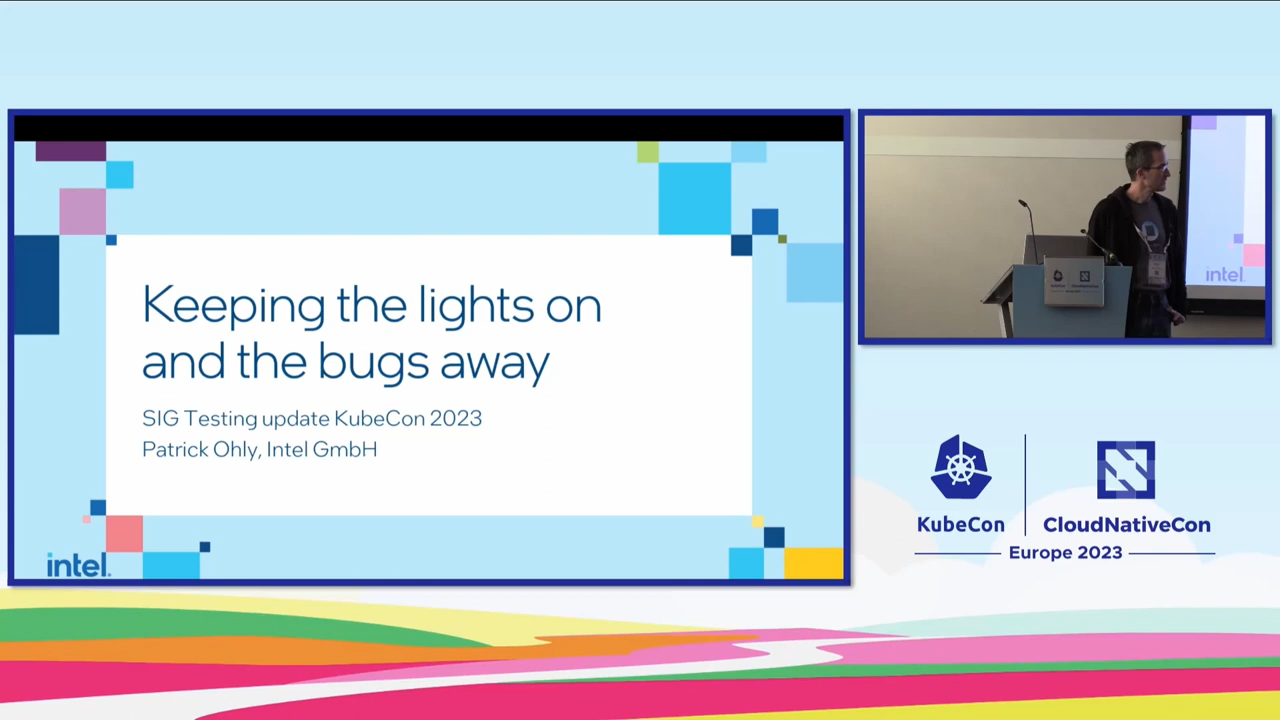 Keeping the lights on
and the bugs away
SIG Testing update KubeCon 2023
Patrick Ohly, Intel GmbH
intel.
intel
CloudNativeCon
KubeCon
CloudNativeCon
Europe 2023